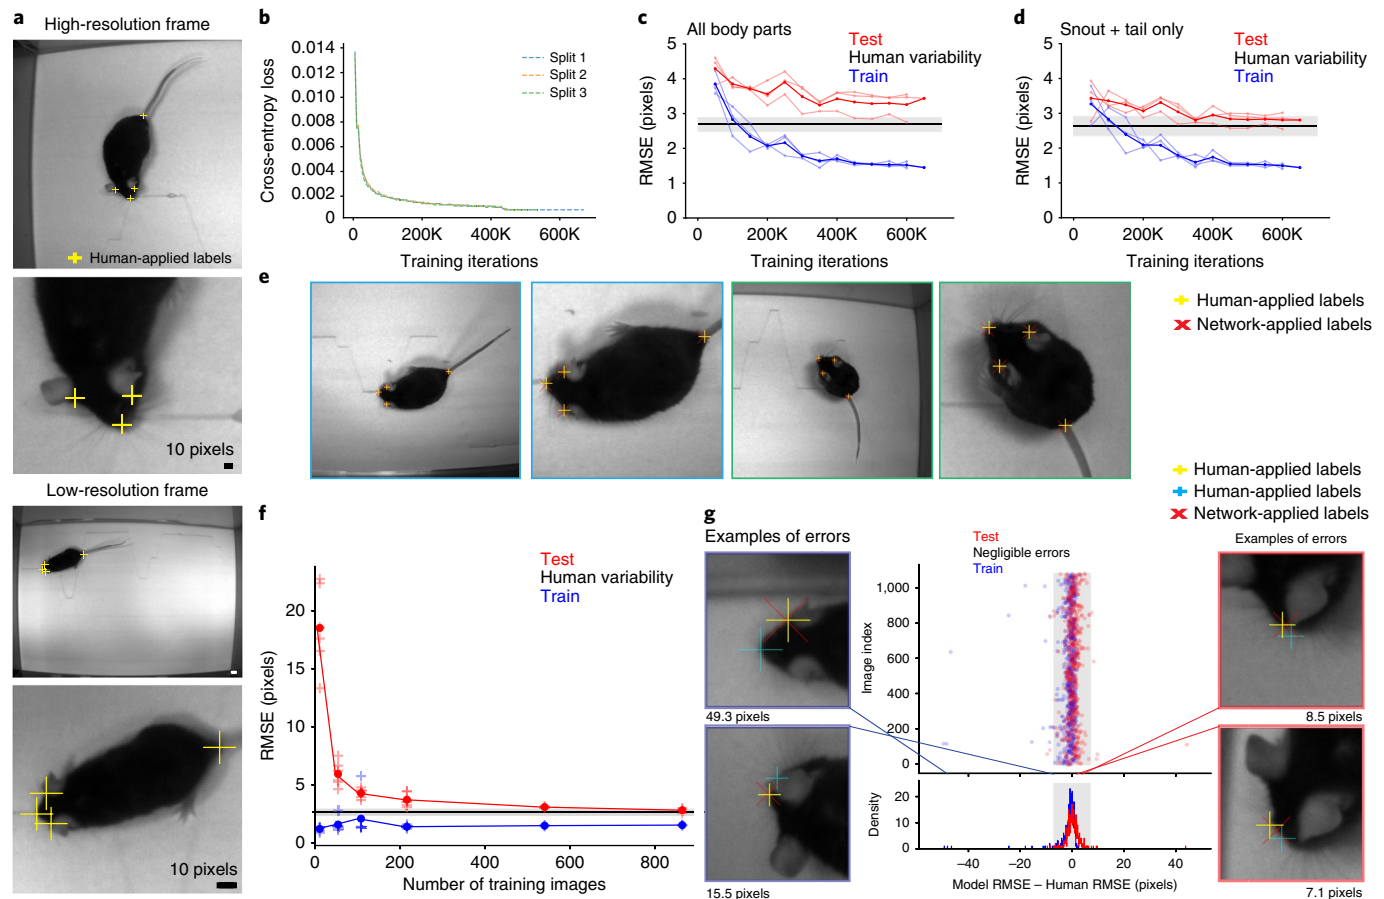 a
High-resolution frame
Human-applied labels
10 pixels
Low-resolution frame
10 pixels
b
0.014
0.012
0.010
0.008
0.006
0.004
0.002
0
Cross-entropy loss
Split 1
Split 2
Split 3
0
200K
400K
600K
Training iterations
c
All body parts
Test
Human variability
Train
5
4
3
2
1
0
RMSE (pixels)
0
200K
400K
600K
Training iterations
d
Snout + tail only
Test
Human variability
Train
5
4
3
2
1
0
RMSE (pixels)
0
200K
400K
600K
Training iterations
e
Human-applied labels
Network-applied labels
Human-applied labels
Human-applied labels
Network-applied labels
f
Test
Human variability
Train
20
15
10
5
0
RMSE (pixels)
0
200
400
600
800
Number of training images
g
Examples of errors
49.3 pixels
15.5 pixels
Test
Negligible errors
Train
1,000
800
600
400
200
0
Image index
20
10
0
Density
–40
–20
0
20
40
Model RMSE – Human RMSE (pixels)
Examples of errors
8.5 pixels
7.1 pixels